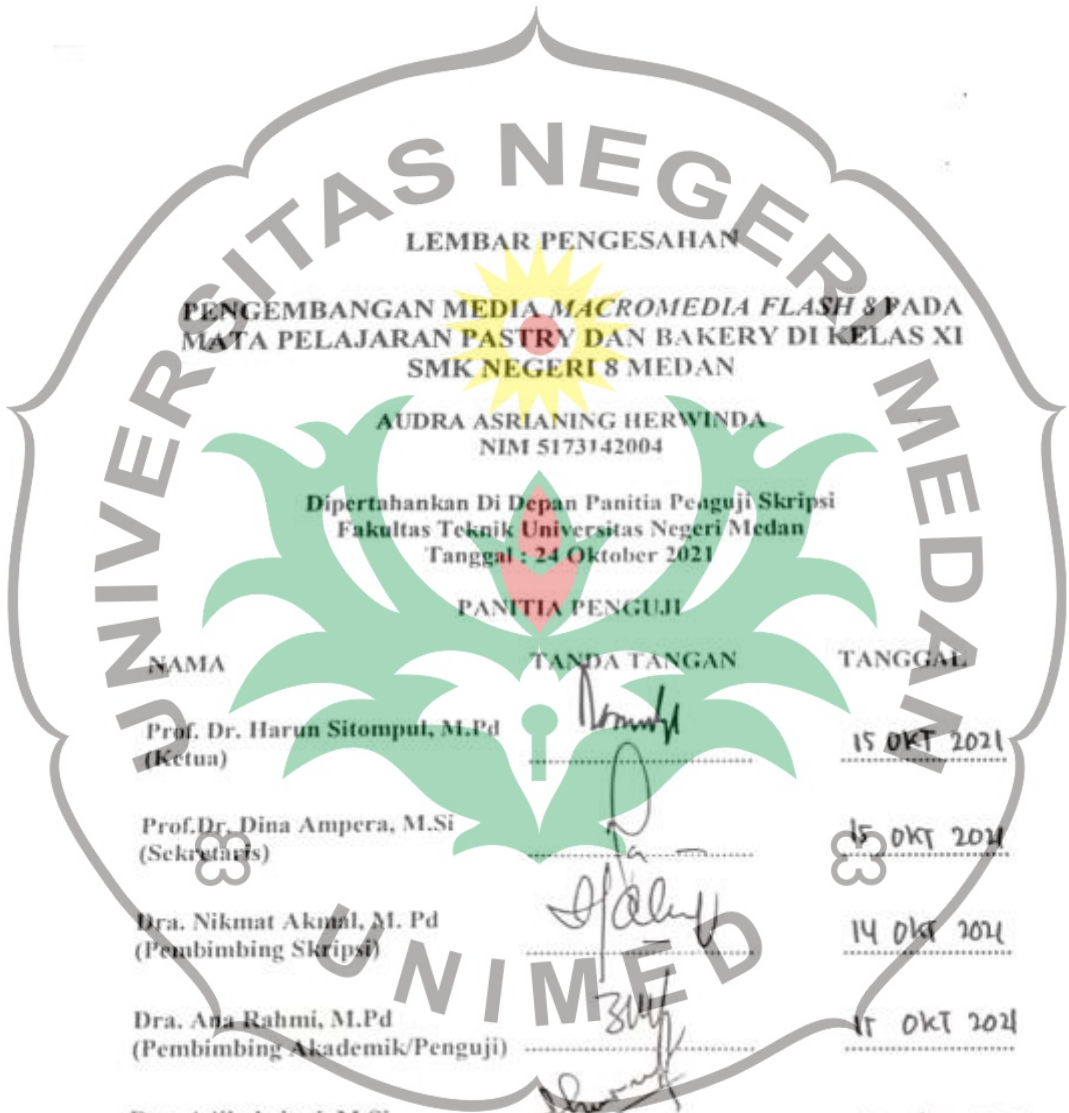 UNIVERSITAS NEGERI MEDAN
LEMBAR PENGESAHAN
PENGEMBANGAN MEDIA MACROMEDIA FLASH 8 PADA
MATA PELAJARAN PASTRY DAN BAKERY DI KELAS XI
SMK NEGERI 8 MEDAN
AUDRA ASRIANING HERWINDA
NIM 5173142004
Dipertahankan Di Depan Panitia Penguji Skripsi
Fakultas Teknik Universitas Negeri Medan
Tanggal : 24 Oktober 2021
PANITIA PENGUJI
NAMA TANDA TANGAN TANGGAL
Prof. Dr. Harun Sitompul, M.Pd 15 OKT 2021
(Ketua)
Prof.Dr. Dina Ampera, M.Si 15 OKT 2021
(Sekretaris)
Dra. Nikmat Akmal, M. Pd 14 OKT 2021
(Pembimbing Skripsi)
Dra. Ana Rahmi, M.Pd OKT 2021
(Pembimbing Akademik/Penguji)
UNIMED